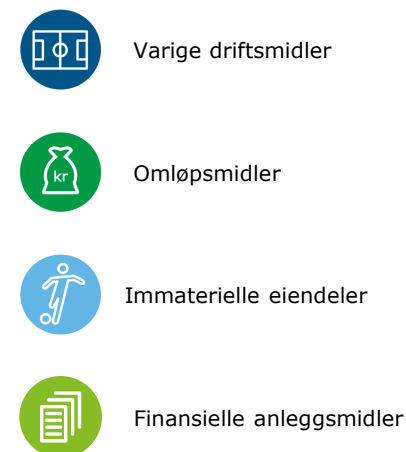 Varige driftsmidler
kr
Omløpsmidler
Immaterielle eiendeler
Finansielle anleggsmidler